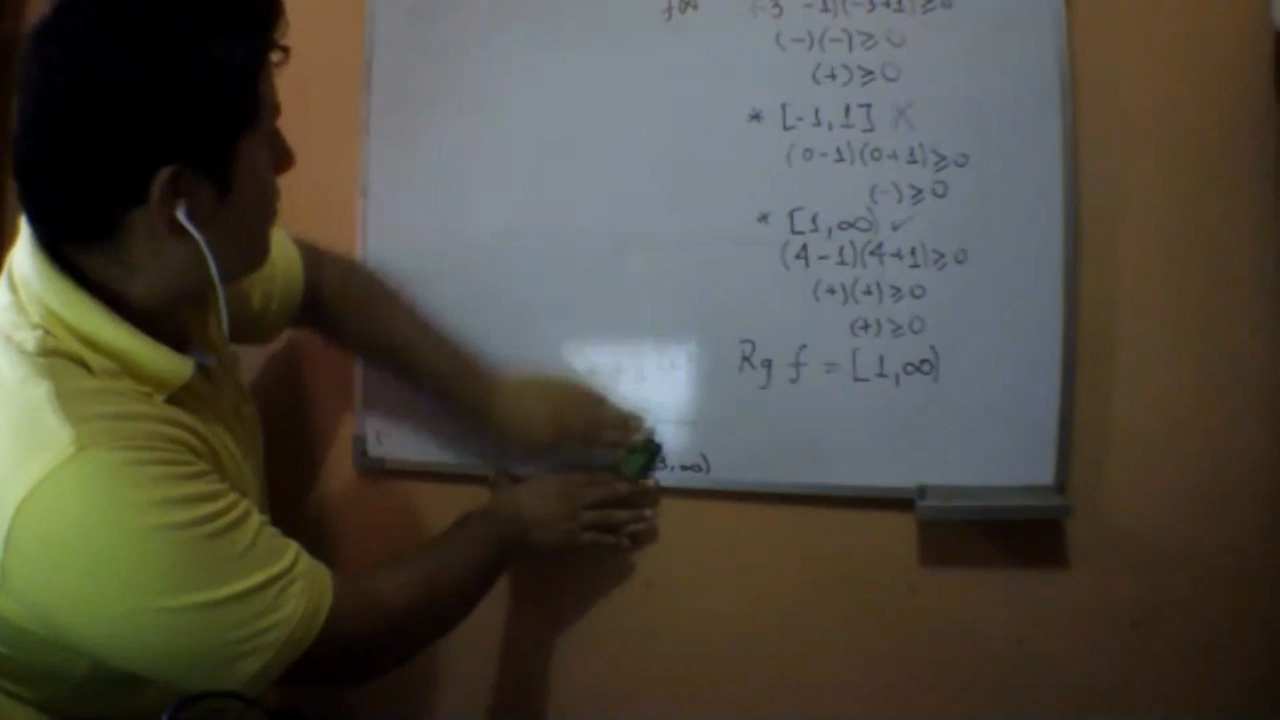 f(x) (-3 -1)(-3+1)≥0
(-)(-)≥0
(+)≥0
* [-1,1] X
(0-1)(0+1)≥0
(-)≥0
* [1,∞) ✓
(4-1)(4+1)≥0
(+)(+)≥0
(+)≥0
Rg f = [1,∞)
3,∞)